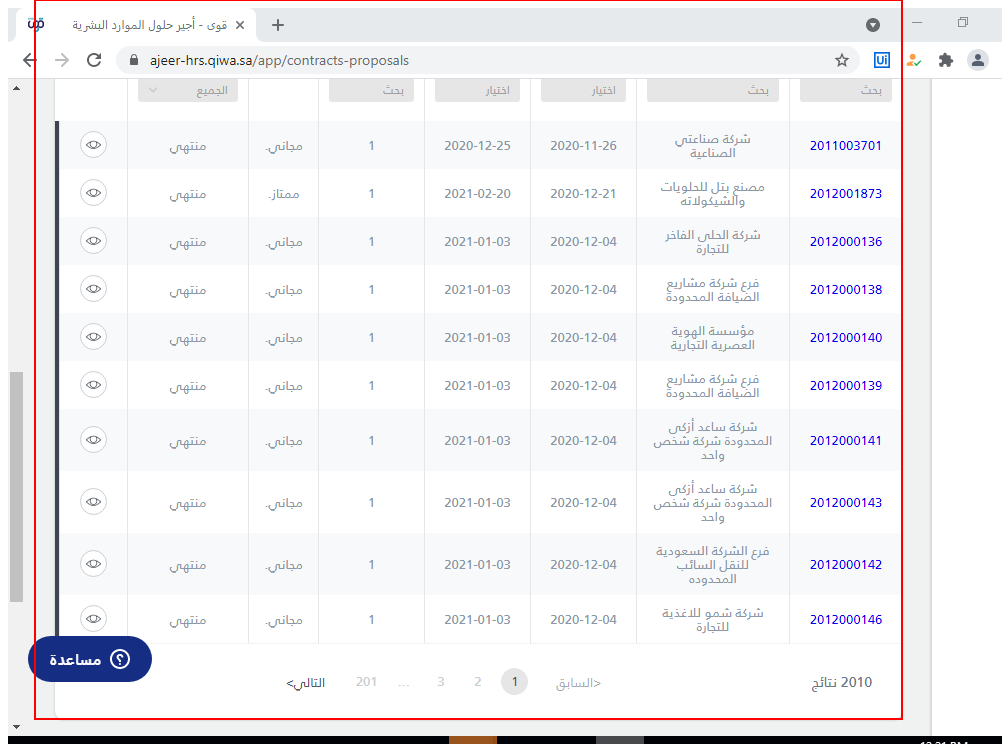 قوى - أجير حلول الموارد البشرية
ajeer-hrs.qiwa.sa/app/contracts-proposals
Ui
بحث بحث اختيار اختيار بحث الجميع
2011003701 شركة صناعتي الصناعية 2020-11-26 2020-12-25 1 مجاني. منتهي
2012001873 مصنع بتل للحلويات والشيكولاته 2020-12-21 2021-02-20 1 ممتاز. منتهي
2012000136 شركة الحلى الفاخر للتجارة 2020-12-04 2021-01-03 1 مجاني. منتهي
2012000138 فرع شركة مشاريع الضيافة المحدودة 2020-12-04 2021-01-03 1 مجاني. منتهي
2012000140 مؤسسة الهوية العصرية التجارية 2020-12-04 2021-01-03 1 مجاني. منتهي
2012000139 فرع شركة مشاريع الضيافة المحدودة 2020-12-04 2021-01-03 1 مجاني. منتهي
2012000141 شركة ساعد أزكى المحدودة شركة شخص واحد 2020-12-04 2021-01-03 1 مجاني. منتهي
2012000143 شركة ساعد أزكى المحدودة شركة شخص واحد 2020-12-04 2021-01-03 1 مجاني. منتهي
2012000142 فرع الشركة السعودية للنقل السائب المحدوده 2020-12-04 2021-01-03 1 مجاني. منتهي
2012000146 شركة شمو للاغذية للتجارة 2020-12-04 2021-01-03 1 مجاني. منتهي
مساعدة
2010 نتائج
<السابق 1 2 3 ... 201 التالي>